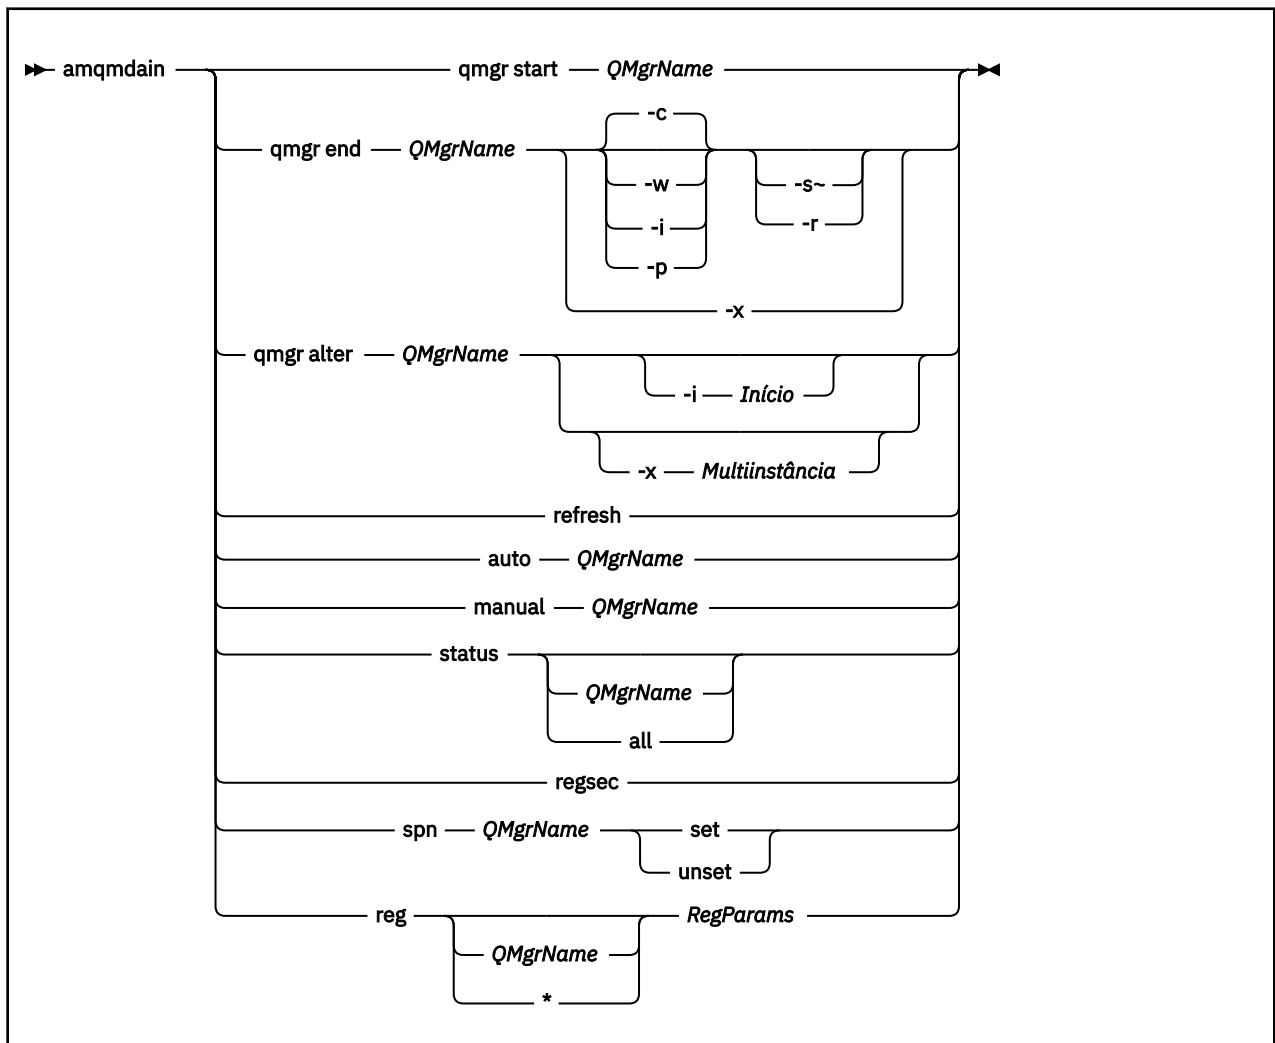 amqmdain qmgr start QMgrName
-c
qmgr end QMgrName
-w -s~
-i -r
-p
-x
qmgr alter QMgrName
-i Início
-x Multiinstância
refresh
auto QMgrName
manual QMgrName
status
QMgrName
all
regsec
spn QMgrName set
unset
reg RegParams
QMgrName
*